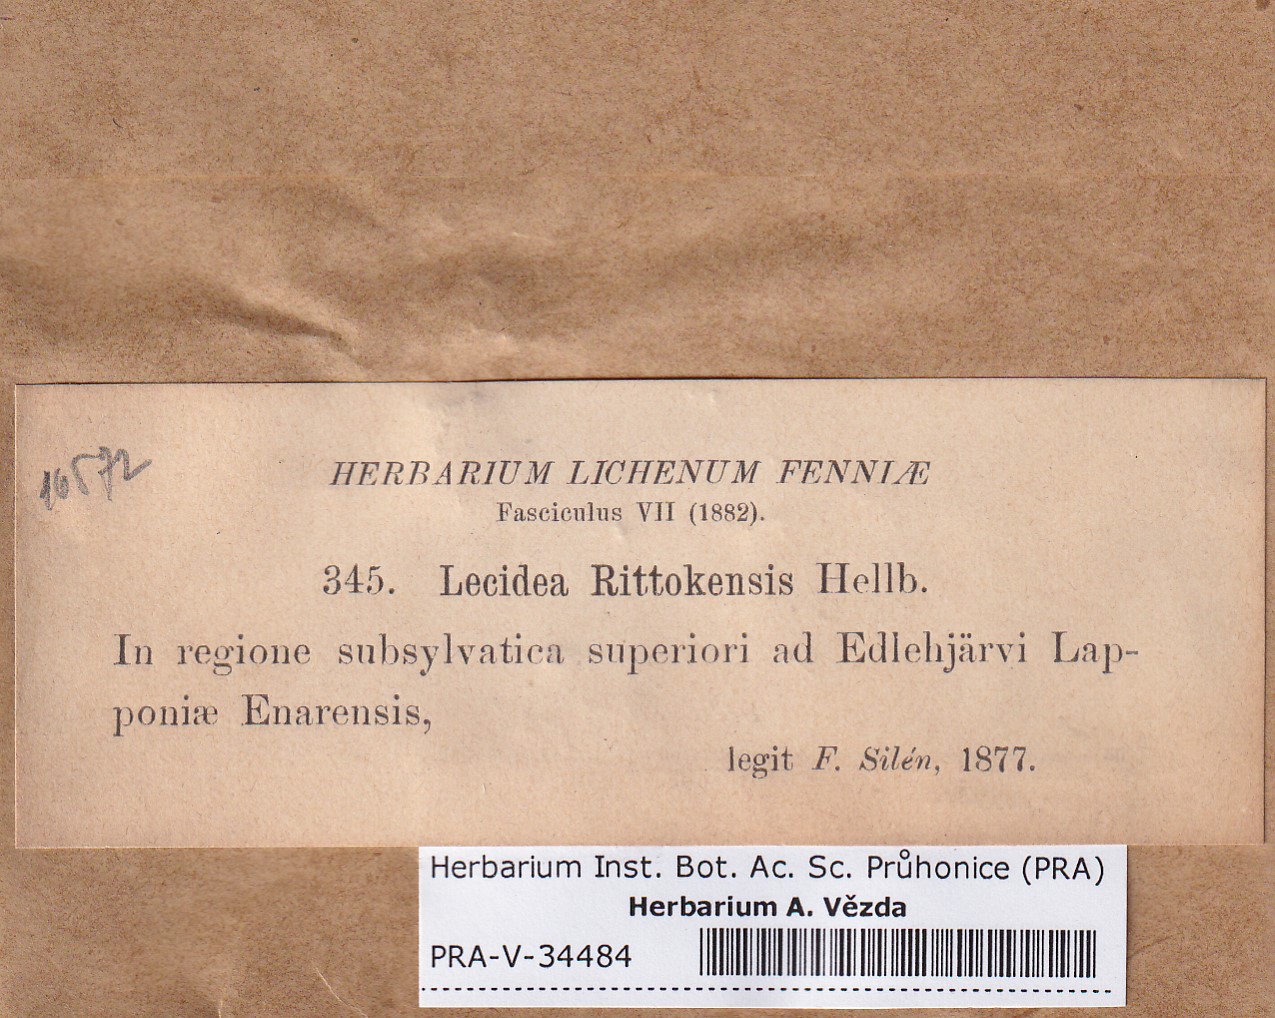 16572
HERBARIUM LICHENUM FENNIÆ
Fasciculus VII (1882).
345. Lecidea Rittokensis Hellb.
In regione subsylvatica superiori ad Edlehjärvi Lap-
poniæ Enarensis,
legit F. Silén, 1877.
Herbarium Inst. Bot. Ac. Sc. Průhonice (PRA)
Herbarium A. Vězda
PRA-V-34484